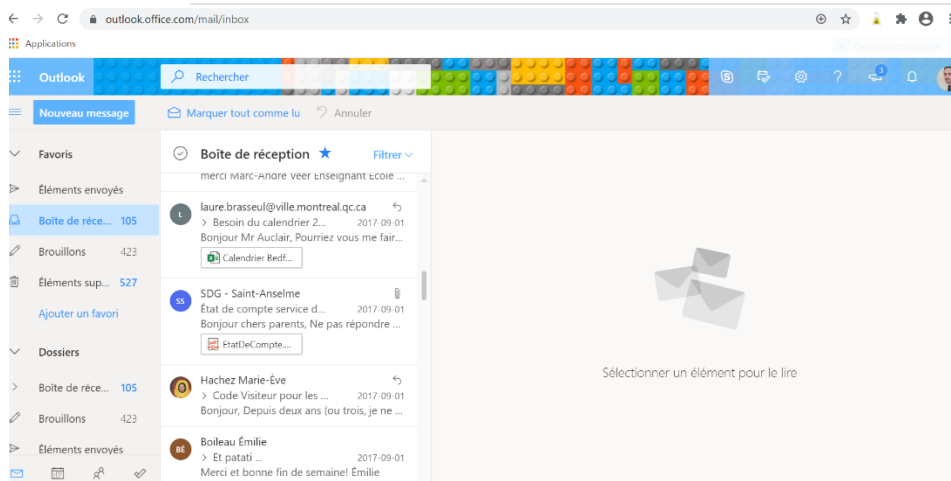 outlook.office.com/mail/inbox
Applications
Outlook
Rechercher
3
Nouveau message
Marquer tout comme lu
Annuler
Favoris
Éléments envoyés
Boîte de réce... 105
Brouillons 423
Éléments sup... 527
Ajouter un favori
Dossiers
Boîte de réce... 105
Brouillons 423
Éléments envoyés
Boîte de réception
Filtrer
merci Marc-André Veer Enseignant École ...
L
laure.brasseul@ville.montreal.qc.ca
> Besoin du calendrier 2... 2017-09-01
Bonjour Mr Auclair, Pourriez vous me fair...
Calendrier Bedf...
SS
SDG - Saint-Anselme
État de compte service d... 2017-09-01
Bonjour chers parents, Ne pas répondre ...
EtatDeCompte....
Hachez Marie-Ève
> Code Visiteur pour les ... 2017-09-01
Bonjour, Depuis deux ans (ou trois, je ne ...
BÉ
Boileau Émilie
> Et patati ... 2017-09-01
Merci et bonne fin de semaine! Émilie
Sélectionner un élément pour le lire